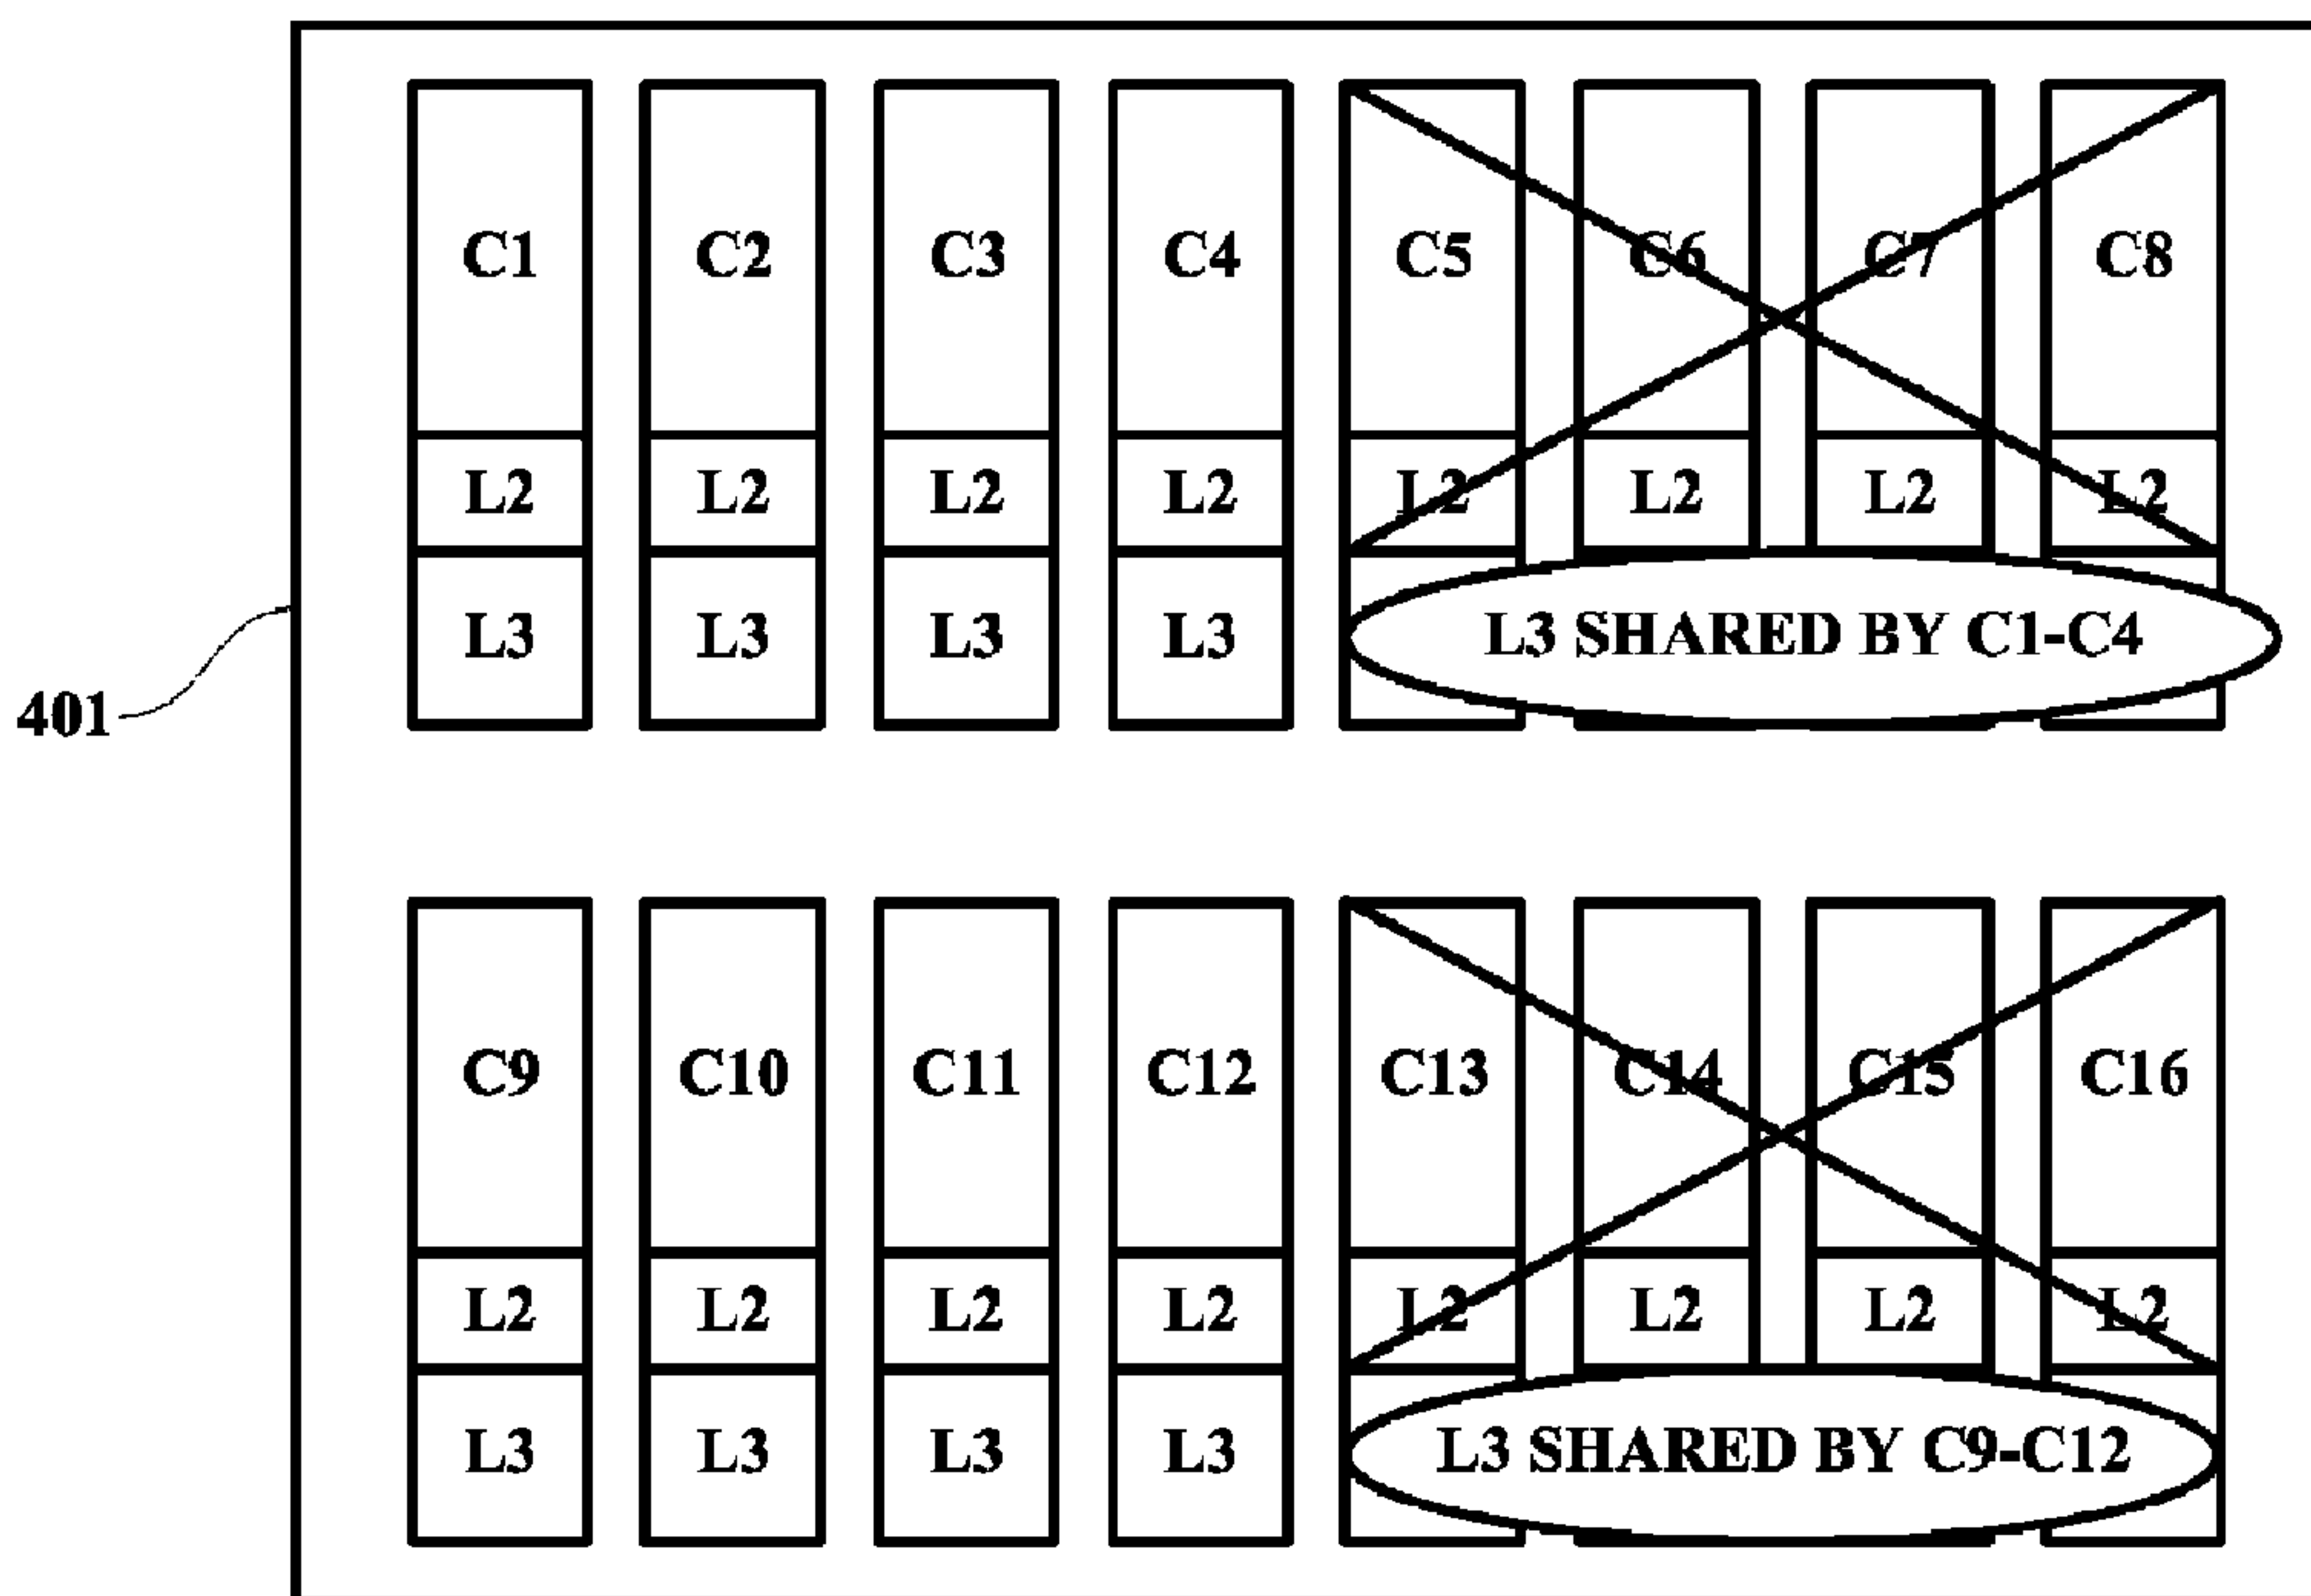 C1 C2 C3 C4 C5 C6 C7 C8
L2 L2 L2 L2 L2 L2 L2 L2
L3 L3 L3 L3 L3 SHARED BY C1-C4
401
C9 C10 C11 C12 C13 C14 C15 C16
L2 L2 L2 L2 L2 L2 L2 L2
L3 L3 L3 L3 L3 SHARED BY C9-C12